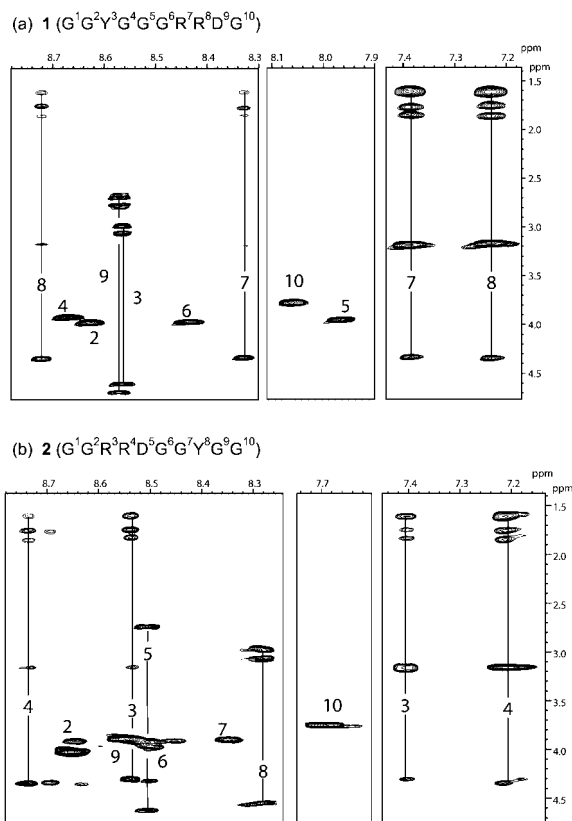 (a) 1 (G¹G²Y³G⁴G⁵G⁶R⁷R⁸D⁹G¹⁰)
8.7 8.6 8.5 8.4 8.3 8.1 8.0 7.9 7.4 7.3 7.2
ppm ppm
1.5
2.0
2.5
3.0
3.5
4.0
4.5
8 4 2 9 3 6 7 10 5 7 8
(b) 2 (G¹G²R³R⁴D⁵G⁶G⁷Y⁸G⁹G¹⁰)
ppm
8.7 8.6 8.5 8.4 8.3 7.7 7.4 7.3 7.2 ppm
1.5
2.0
2.5
3.0
3.5
4.0
4.5
4 2 9 3 5 6 7 8 10 3 4